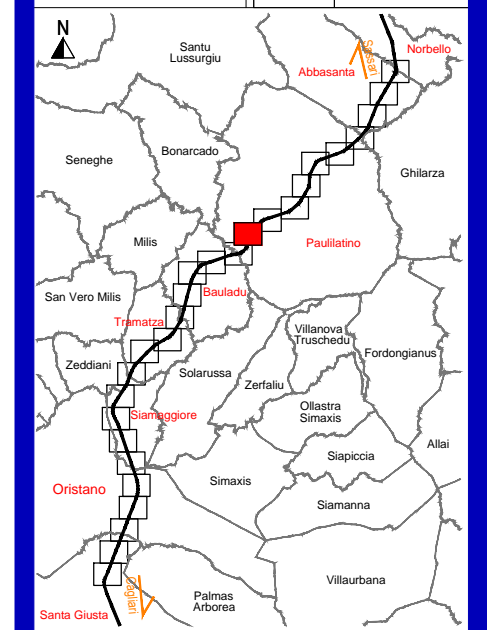 N
Santu
Lussurgiu
Sassari
Norbello
Abbasanta
Bonarcado
Seneghe
Ghilarza
Milis
Paulilatino
San Vero Milis
Bauladu
Tramatza
Villanova
Truschedu
Fordongianus
Zeddiani
Solarussa
Zerfaliu
Ollastra
Simaxis
Siamaggiore
Allai
Siapiccia
Simaxis
Oristano
Siamanna
Villaurbana
Cagliari
Palmas
Arborea
Santa Giusta